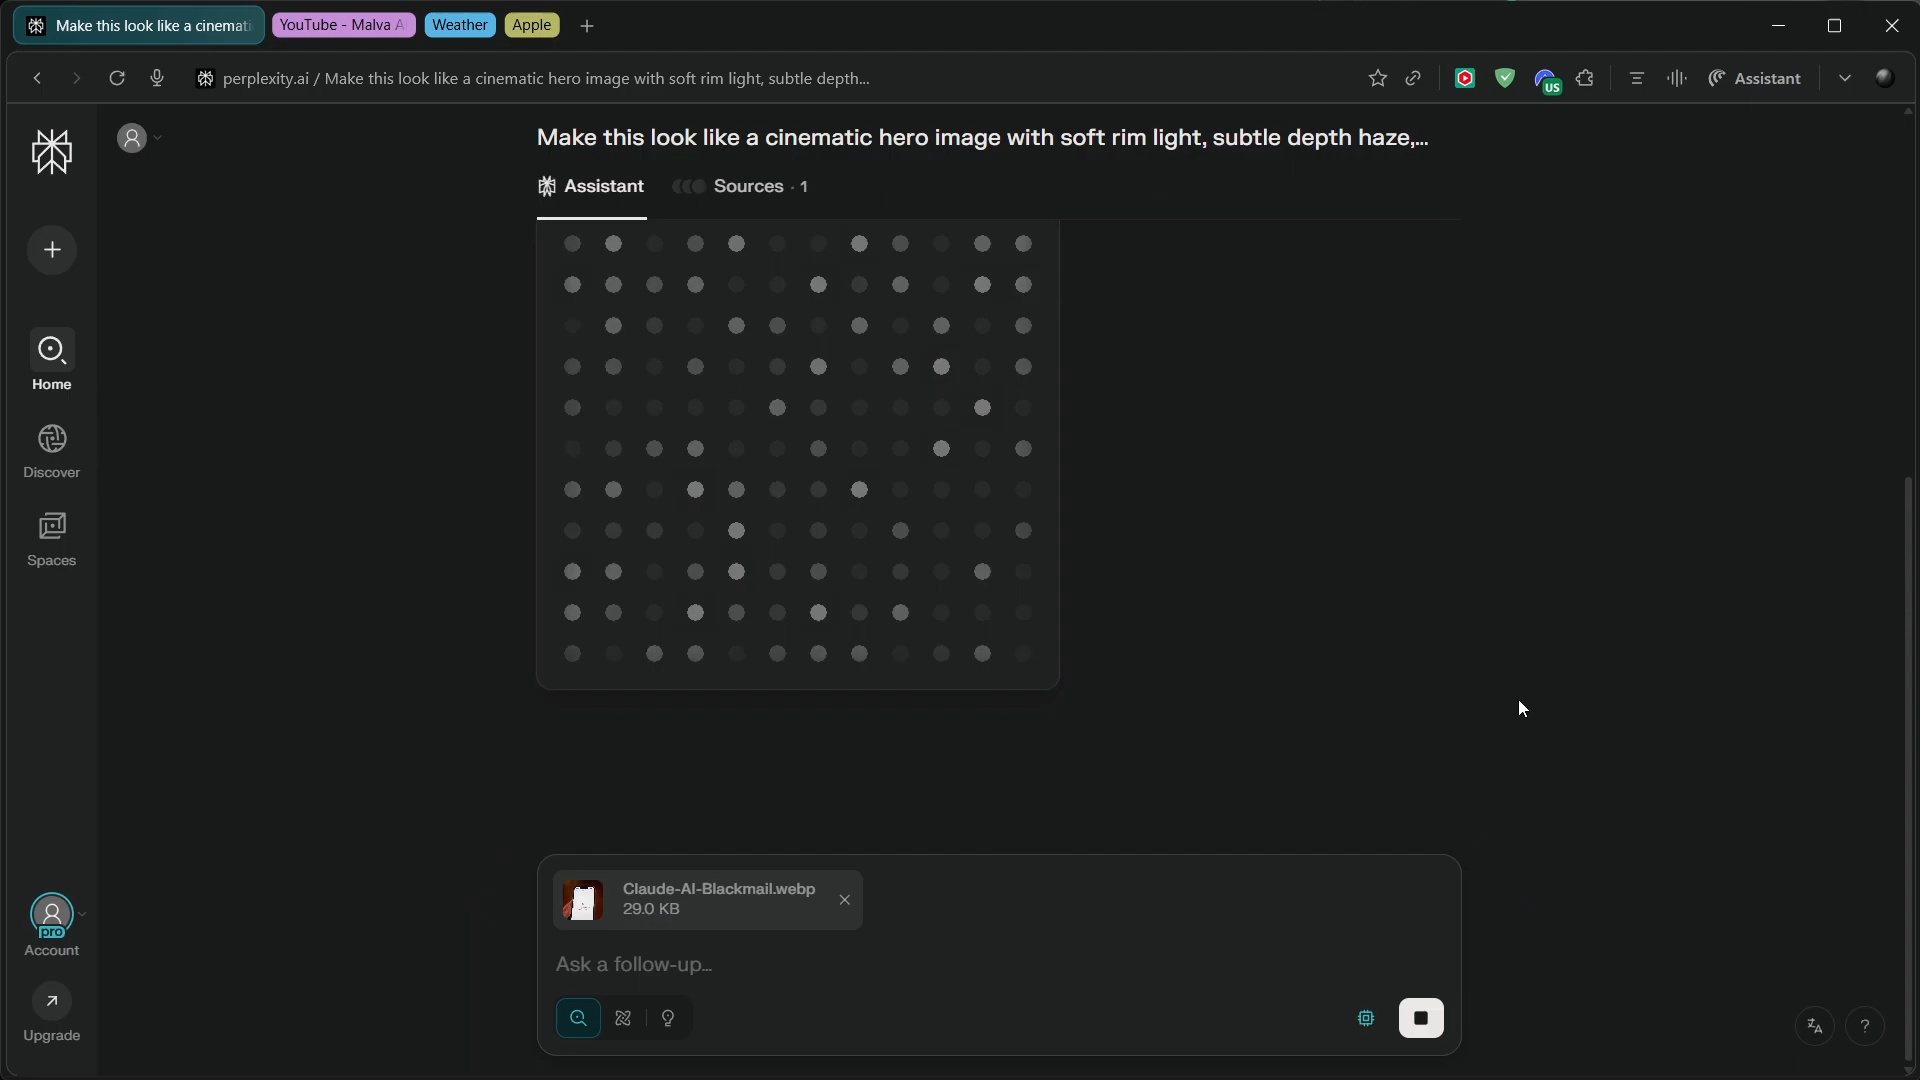 Make this look like a cinemati
YouTube - Malva A
Weather
Apple
perplexity.ai / Make this look like a cinematic hero image with soft rim light, subtle depth...
US
Assistant
Make this look like a cinematic hero image with soft rim light, subtle depth haze,...
Assistant
Sources · 1
Home
Discover
Spaces
pro
Account
Upgrade
Claude-AI-Blackmail.webp
29.0 KB
Ask a follow-up...
?